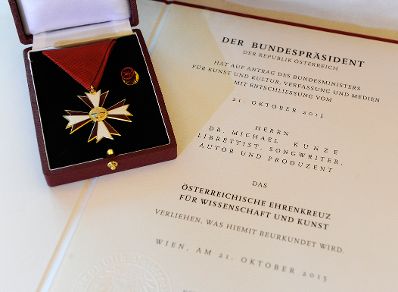 DER BUNDESPRÄSIDENT
DER REPUBLIK ÖSTERREICH
HAT AUF ANTRAG DES BUNDESMINISTERS
FÜR KUNST UND KULTUR, VERFASSUNG UND MEDIEN
MIT ENTSCHLIESSUNG VOM
21. OKTOBER 2015
HERRN
DR. MICHAEL KUNZE
LIBRETTIST, SONGWRITER,
AUTOR UND PRODUZENT
DAS
ÖSTERREICHISCHE EHRENKREUZ
FÜR WISSENSCHAFT UND KUNST
VERLIEHEN, WAS HIEMIT BEURKUNDET WIRD.
WIEN, AM 21. OKTOBER 2015